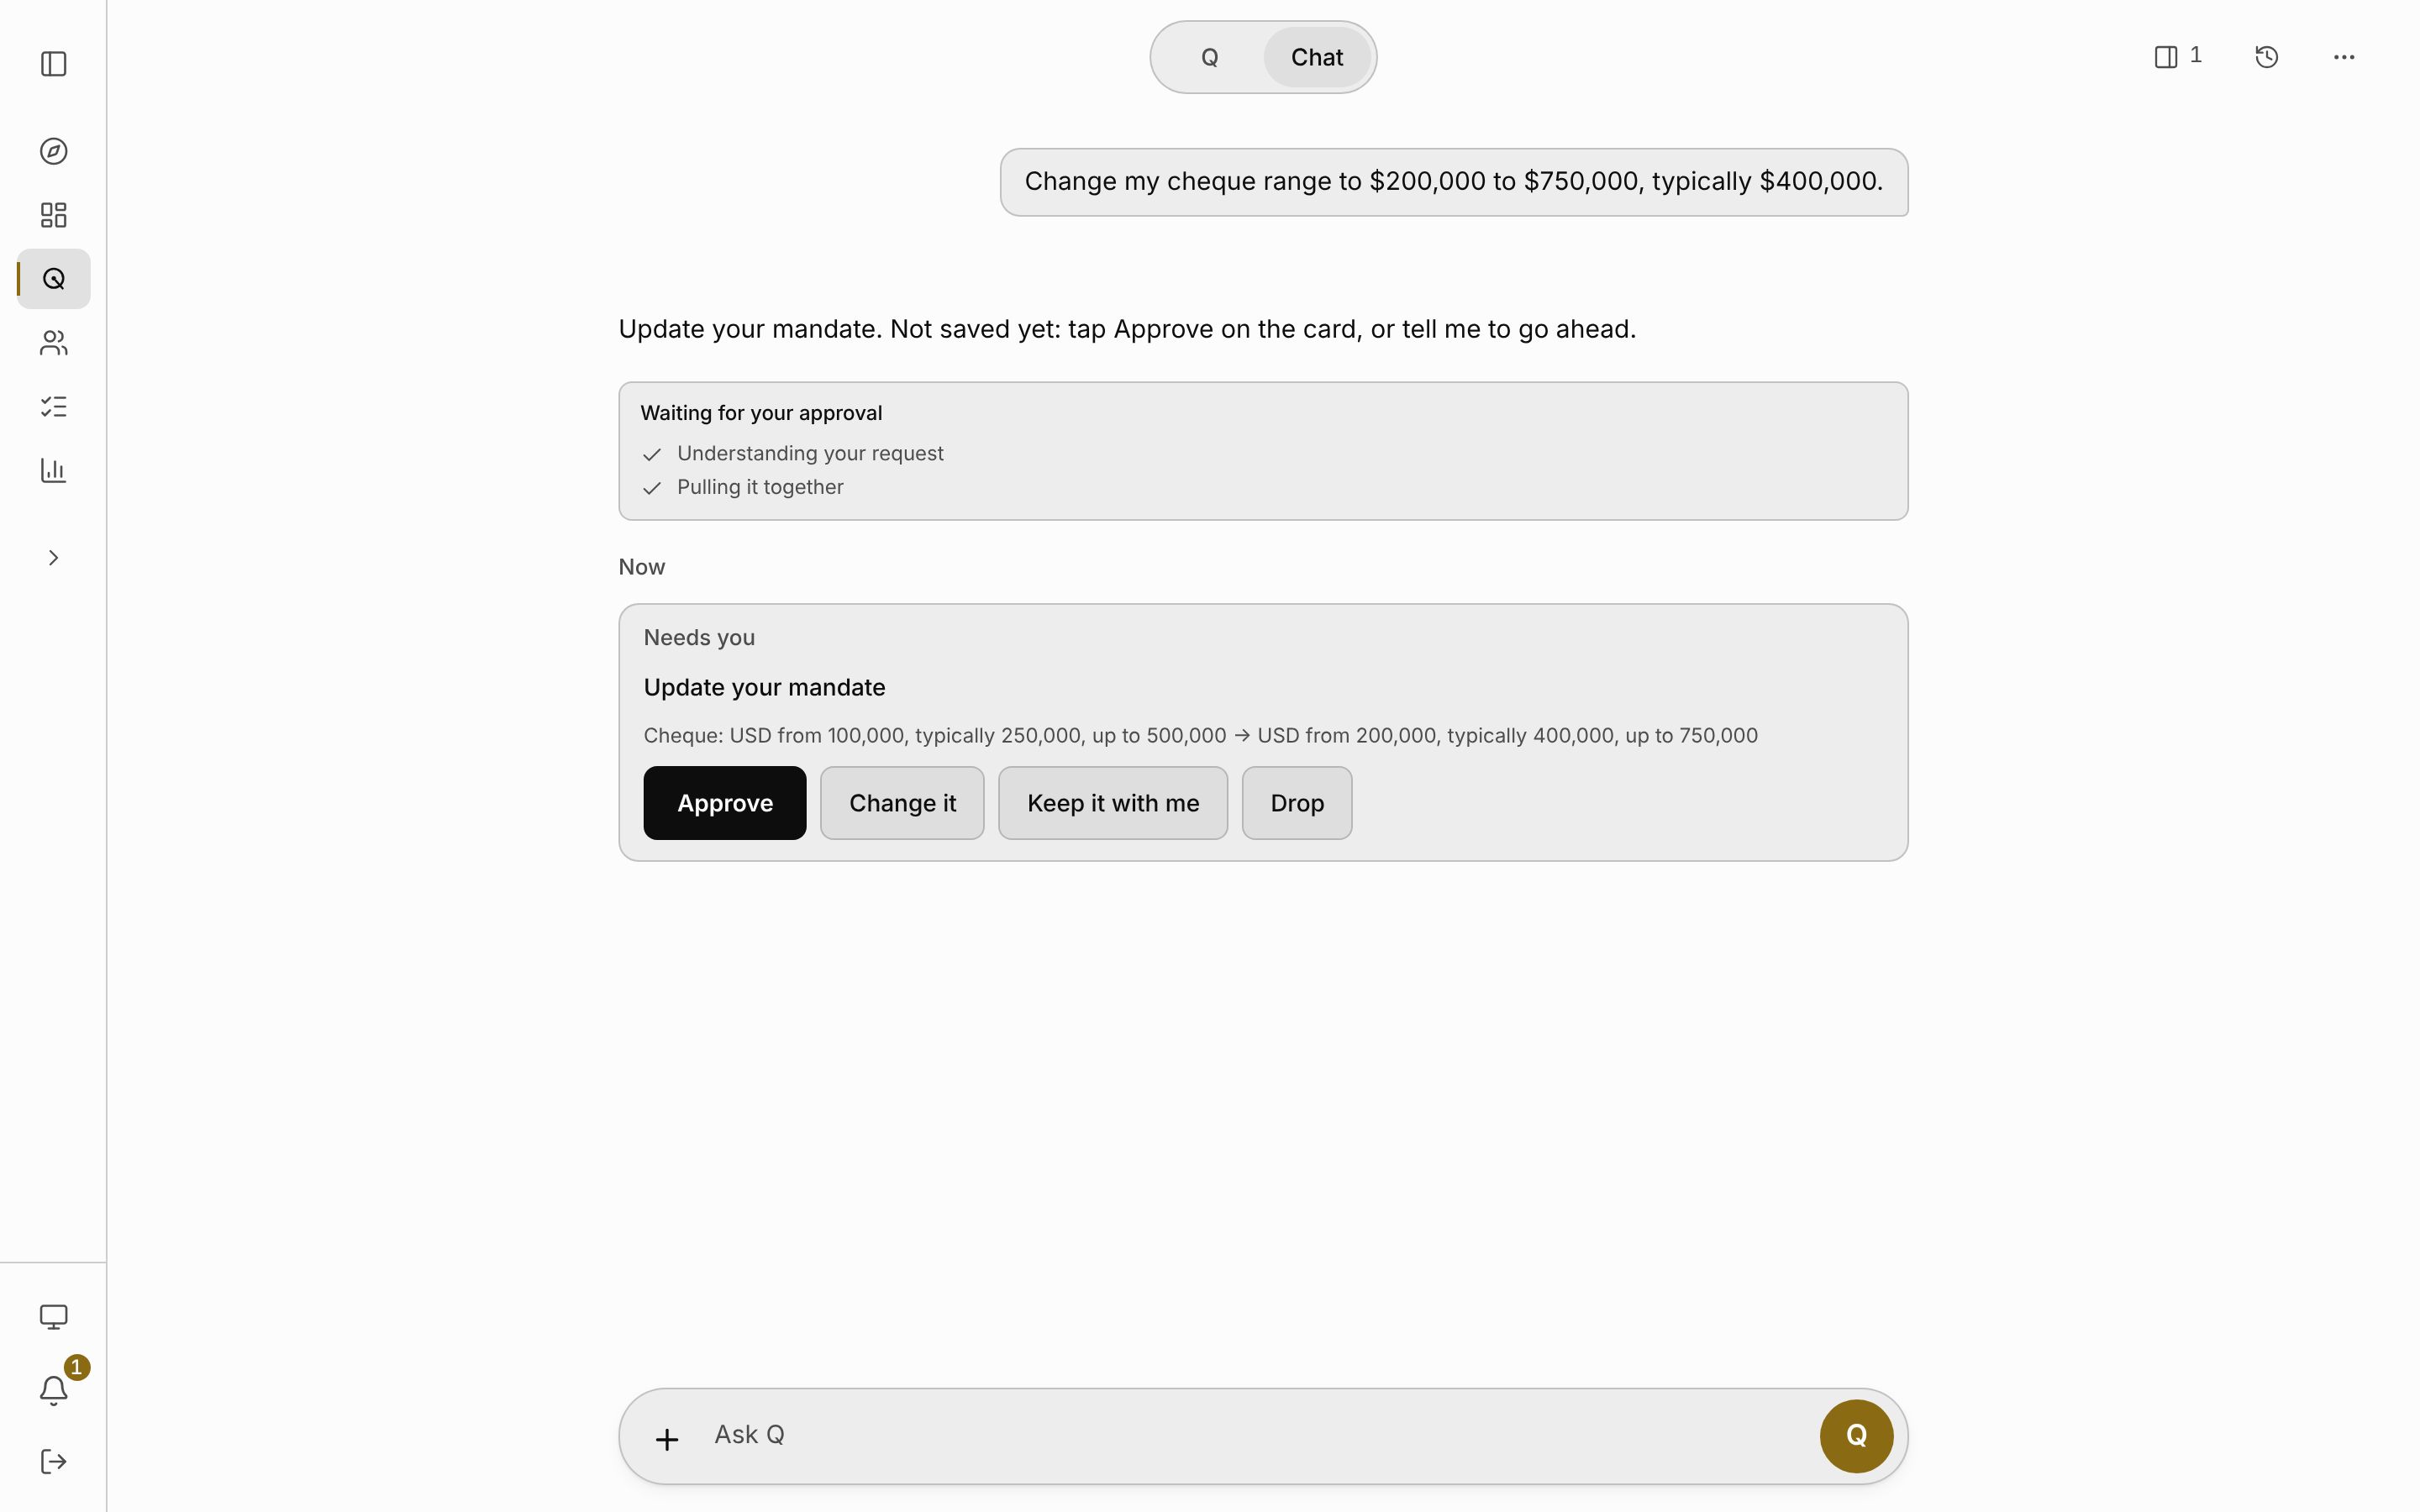 Q
Chat
1
Change my cheque range to $200,000 to $750,000, typically $400,000.
Update your mandate. Not saved yet: tap Approve on the card, or tell me to go ahead.
Waiting for your approval
Understanding your request
Pulling it together
Now
Needs you
Update your mandate
Cheque: USD from 100,000, typically 250,000, up to 500,000 → USD from 200,000, typically 400,000, up to 750,000
Approve
Change it
Keep it with me
Drop
1
Ask Q
Q